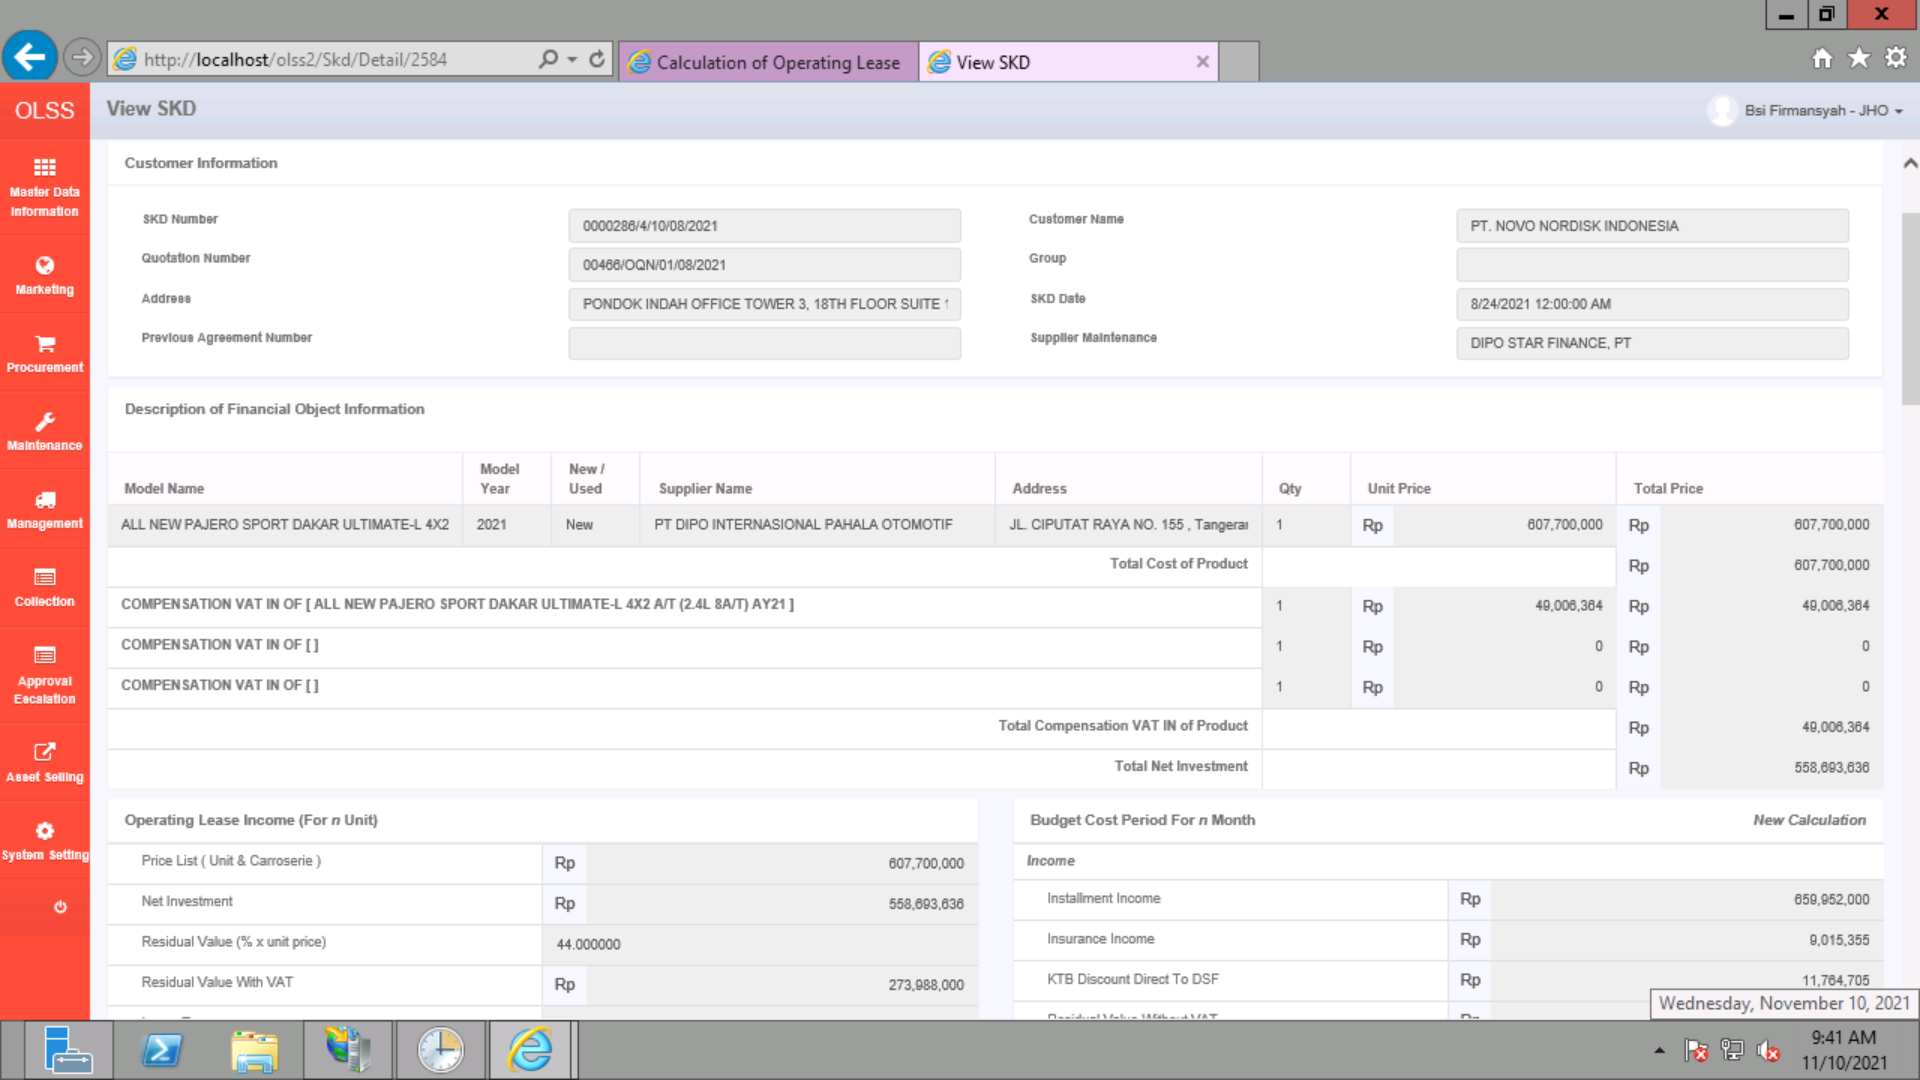 http://localhost/olss2/Skd/Detail/2584
Calculation of Operating Lease
View SKD
OLSS
View SKD
Bsi Firmansyah - JHO
Master Data Information
Marketing
Procurement
Maintenance
Management
Collection
Approval Escalation
Asset Selling
System Setting
Customer Information
SKD Number 0000286/4/10/08/2021 Customer Name PT. NOVO NORDISK INDONESIA
Quotation Number 00466/OQN/01/08/2021 Group
Address PONDOK INDAH OFFICE TOWER 3, 18TH FLOOR SUITE 1 SKD Date 8/24/2021 12:00:00 AM
Previous Agreement Number Supplier Maintenance DIPO STAR FINANCE, PT
Description of Financial Object Information
Model Name Model Year New / Used Supplier Name Address Qty Unit Price Total Price
ALL NEW PAJERO SPORT DAKAR ULTIMATE-L 4X2 2021 New PT DIPO INTERNASIONAL PAHALA OTOMOTIF JL. CIPUTAT RAYA NO. 155 , Tangeran 1 Rp 607,700,000 Rp 607,700,000
Total Cost of Product Rp 607,700,000
COMPENSATION VAT IN OF [ ALL NEW PAJERO SPORT DAKAR ULTIMATE-L 4X2 A/T (2.4L 8A/T) AY21 ] 1 Rp 49,006,364 Rp 49,006,364
COMPENSATION VAT IN OF [ ] 1 Rp 0 Rp 0
COMPENSATION VAT IN OF [ ] 1 Rp 0 Rp 0
Total Compensation VAT IN of Product Rp 49,006,364
Total Net Investment Rp 558,693,636
Operating Lease Income (For n Unit)
Price List ( Unit & Carroserie ) Rp 607,700,000
Net Investment Rp 558,693,636
Residual Value (% x unit price) 44.000000
Residual Value With VAT Rp 273,988,000
Budget Cost Period For n Month New Calculation
Income
Installment Income Rp 659,952,000
Insurance Income Rp 9,015,355
KTB Discount Direct To DSF Rp 11,764,705
Residual Value Without VAT Rp
Wednesday, November 10, 2021
9:41 AM
11/10/2021